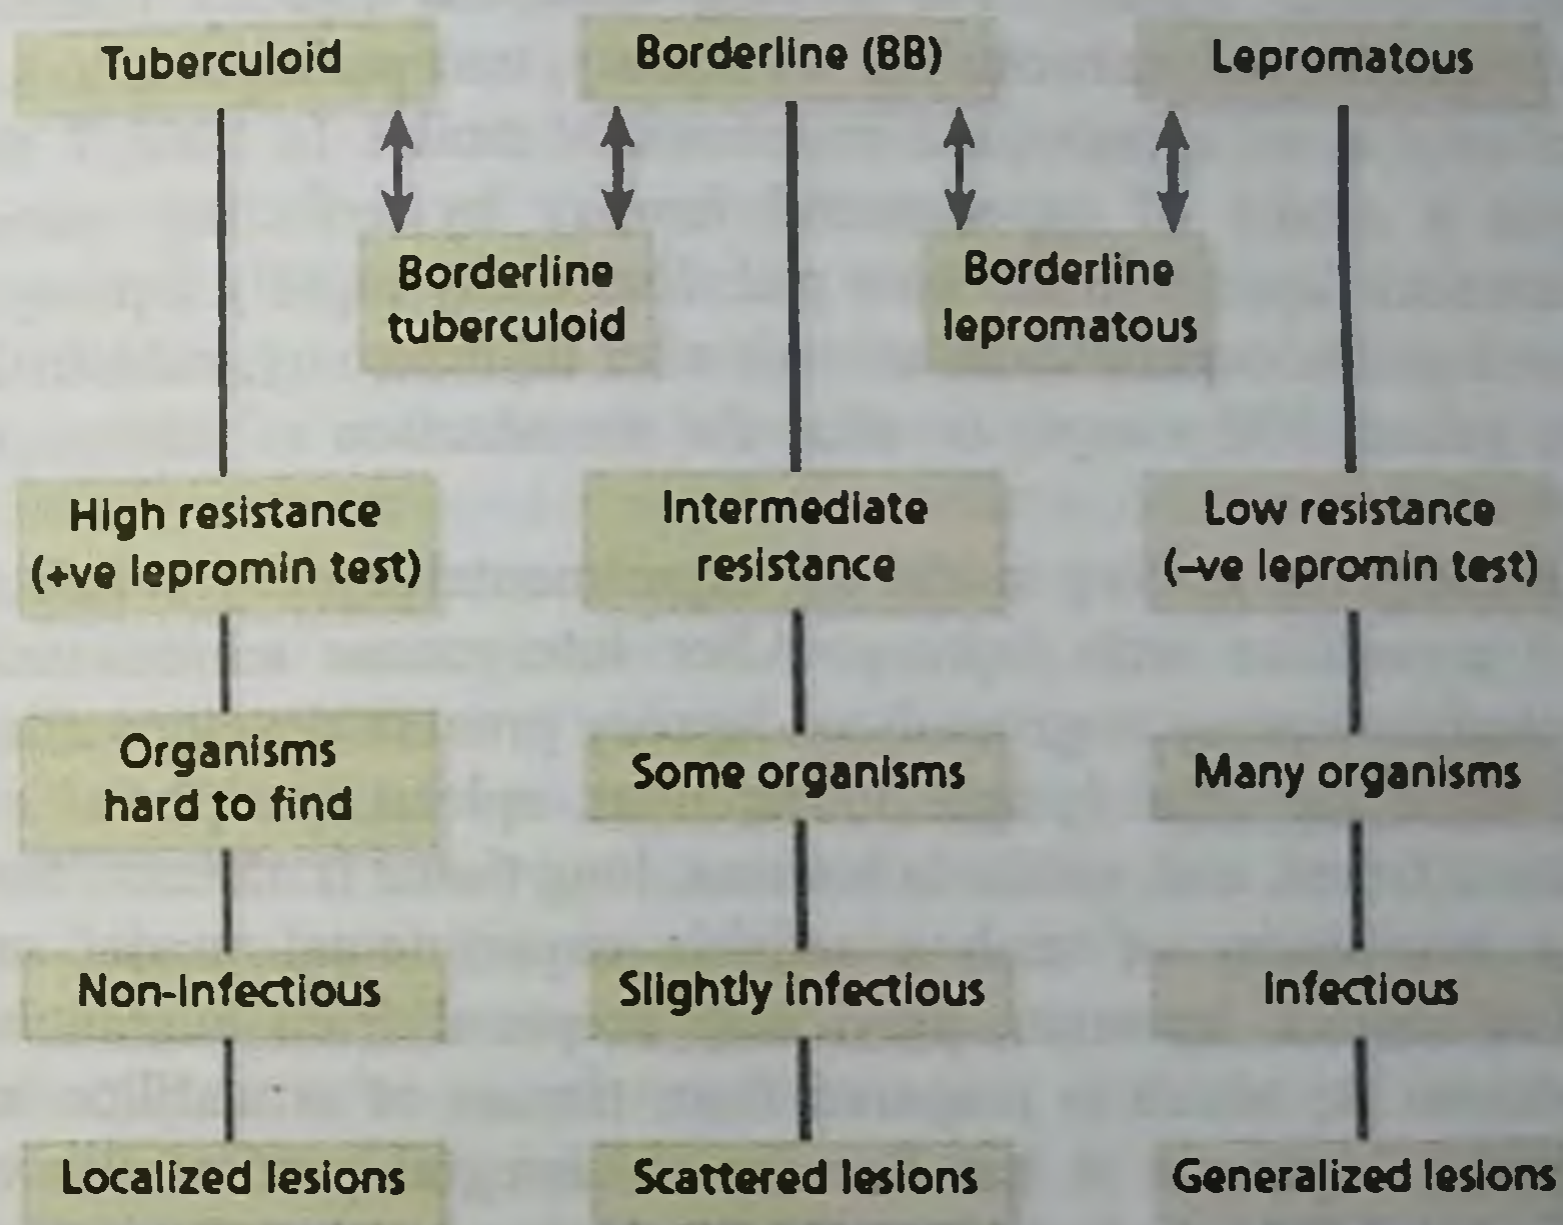 Tuberculoid
Borderline (BB)
Lepromatous
Borderline
tuberculoid
Borderline
lepromatous
High resistance
(+ve lepromin test)
Intermediate
resistance
Low resistance
(–ve lepromin test)
Organisms
hard to find
Some organisms
Many organisms
Non-infectious
Slightly infectious
Infectious
Localized lesions
Scattered lesions
Generalized lesions